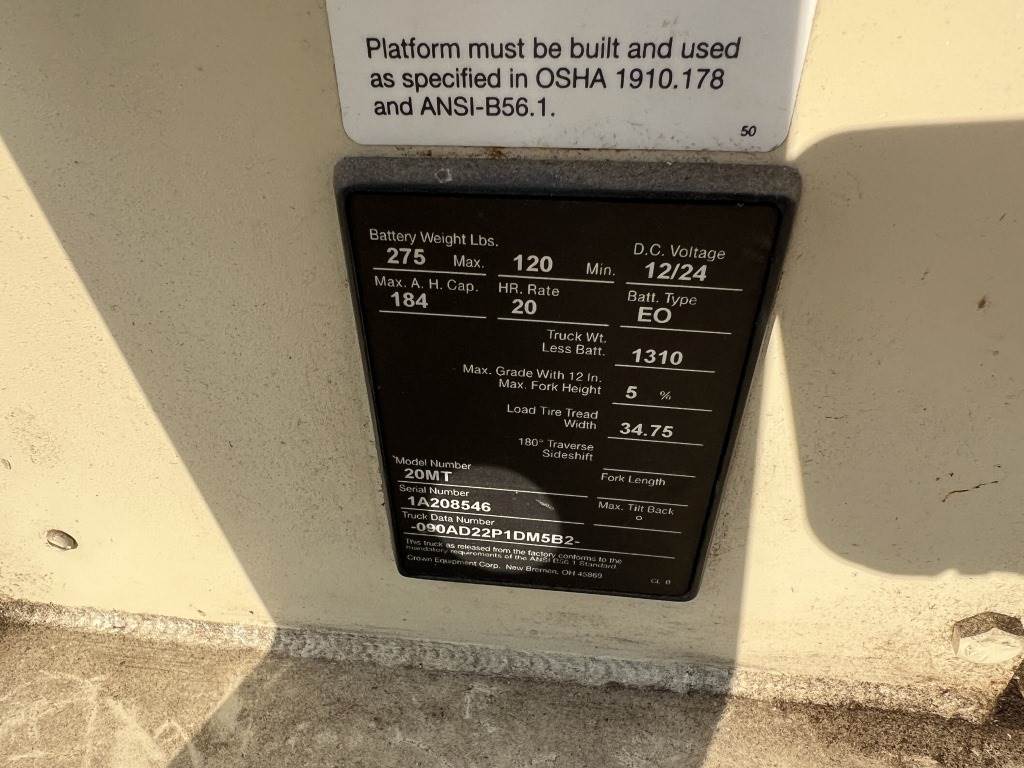 Platform must be built and used
as specified in OSHA 1910.178
and ANSI-B56.1.
50
Battery Weight Lbs.
275 Max. 120 Min.
D.C. Voltage
12/24
Max. A. H. Cap.
184
HR. Rate
20
Batt. Type
EO
Truck Wt.
Less Batt. 1310
Max. Grade With 12 In.
Max. Fork Height 5 %
Load Tire Tread
Width 34.75
180° Traverse
Sideshift
Model Number
20MT
Fork Length
Serial Number
1A208546
Max. Tilt Back
°
Truck Data Number
-090AD22P1DM5B2-
This truck as released from the factory conforms to the
mandatory requirements of the ANSI B56.1 Standard
Crown Equipment Corp. New Bremen, OH 45869